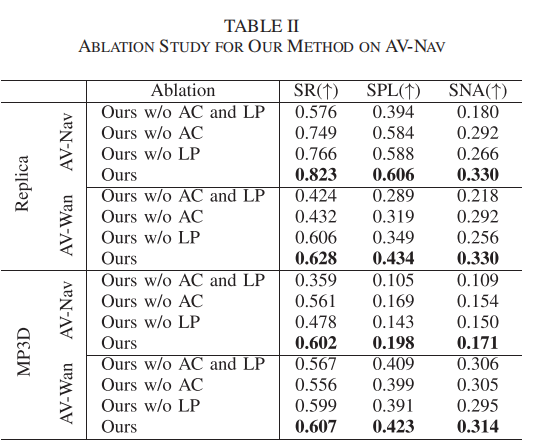 TABLE II
ABLATION STUDY FOR OUR METHOD ON AV-NAV
Ablation SR(↑) SPL(↑) SNA(↑)
Replica
AV-Nav
Ours w/o AC and LP 0.576 0.394 0.180
Ours w/o AC 0.749 0.584 0.292
Ours w/o LP 0.766 0.588 0.266
Ours 0.823 0.606 0.330
AV-Wan
Ours w/o AC and LP 0.424 0.289 0.218
Ours w/o AC 0.432 0.319 0.292
Ours w/o LP 0.606 0.349 0.256
Ours 0.628 0.434 0.330
MP3D
AV-Nav
Ours w/o AC and LP 0.359 0.105 0.109
Ours w/o AC 0.561 0.169 0.154
Ours w/o LP 0.478 0.143 0.150
Ours 0.602 0.198 0.171
AV-Wan
Ours w/o AC and LP 0.567 0.409 0.306
Ours w/o AC 0.556 0.399 0.305
Ours w/o LP 0.599 0.391 0.295
Ours 0.607 0.423 0.314